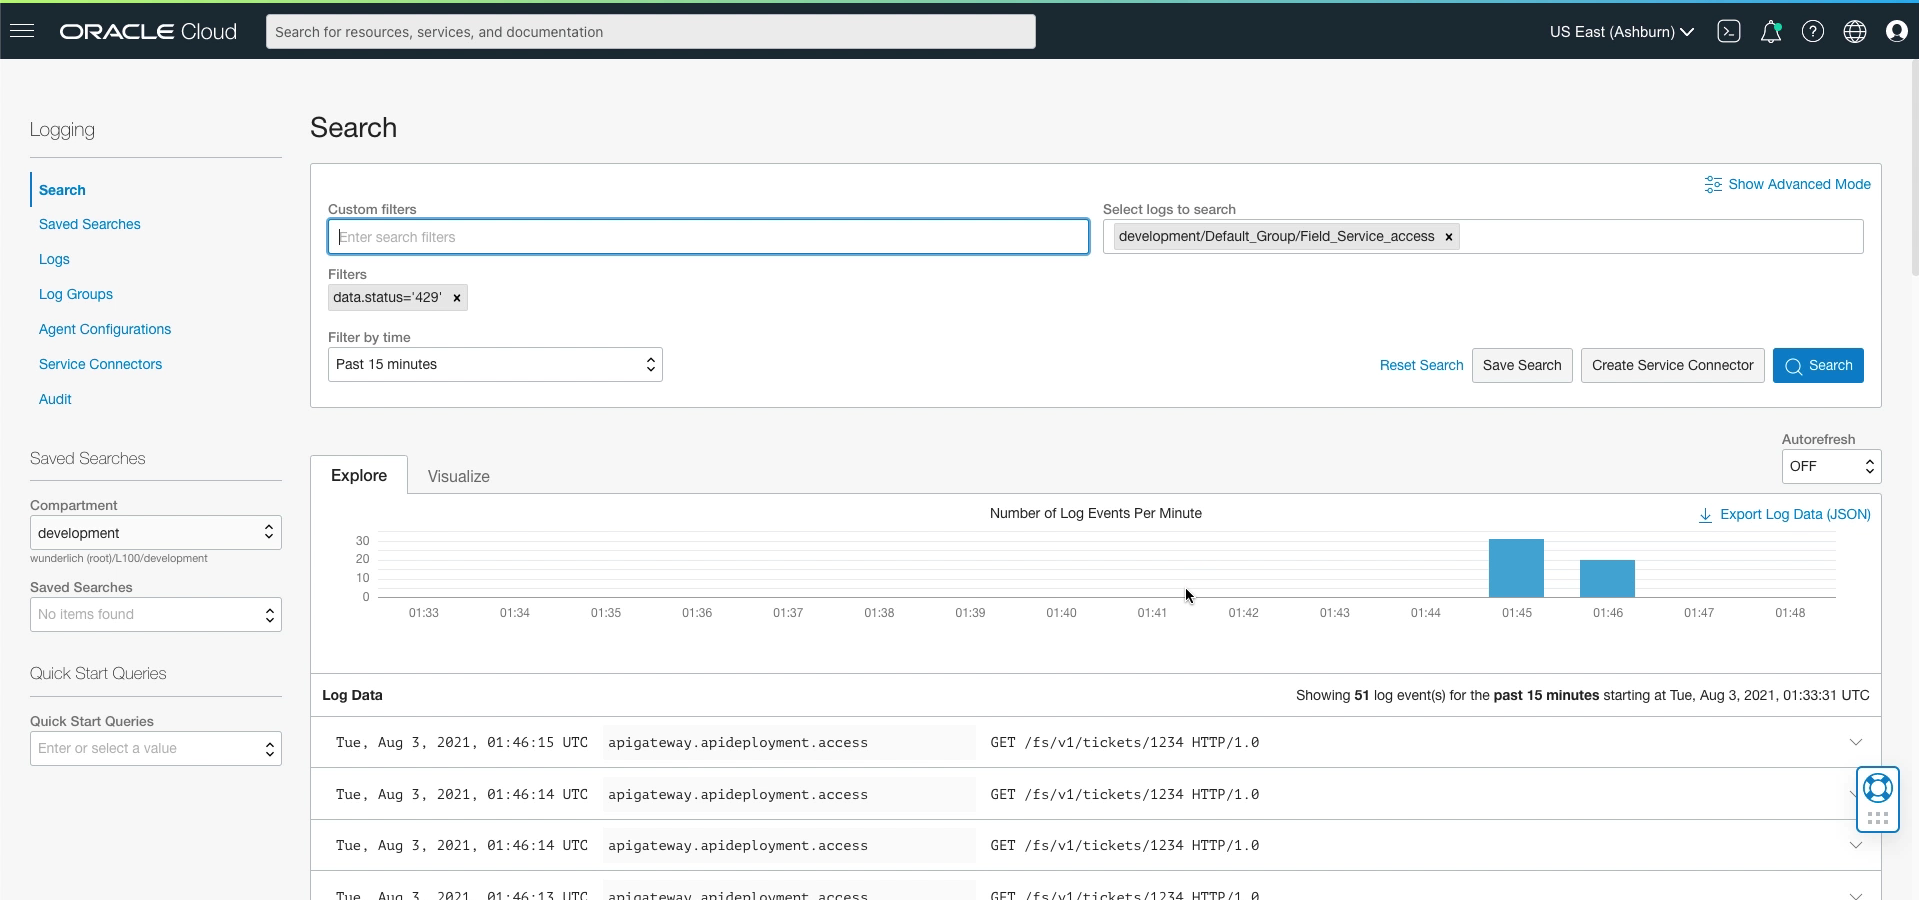 ORACLE Cloud
Search for resources, services, and documentation
US East (Ashburn)
Logging
Search
Saved Searches
Logs
Log Groups
Agent Configurations
Service Connectors
Audit
Saved Searches
Compartment
development
wunderlich (root)/L100/development
Saved Searches
No items found
Quick Start Queries
Quick Start Queries
Enter or select a value
Search
Show Advanced Mode
Custom filters
Enter search filters
Select logs to search
development/Default_Group/Field_Service_access ×
Filters
data.status='429' ×
Filter by time
Past 15 minutes
Reset Search
Save Search
Create Service Connector
Search
Autorefresh
OFF
Explore
Visualize
Number of Log Events Per Minute
Export Log Data (JSON)
30
20
10
0
01:33 01:34 01:35 01:36 01:37 01:38 01:39 01:40 01:41 01:42 01:43 01:44 01:45 01:46 01:47 01:48
Log Data
Showing 51 log event(s) for the past 15 minutes starting at Tue, Aug 3, 2021, 01:33:31 UTC
Tue, Aug 3, 2021, 01:46:15 UTC apigateway.apideployment.access GET /fs/v1/tickets/1234 HTTP/1.0
Tue, Aug 3, 2021, 01:46:14 UTC apigateway.apideployment.access GET /fs/v1/tickets/1234 HTTP/1.0
Tue, Aug 3, 2021, 01:46:14 UTC apigateway.apideployment.access GET /fs/v1/tickets/1234 HTTP/1.0
Tue, Aug 3, 2021, 01:46:13 UTC apigateway.apideployment.access GET /fs/v1/tickets/1234 HTTP/1.0